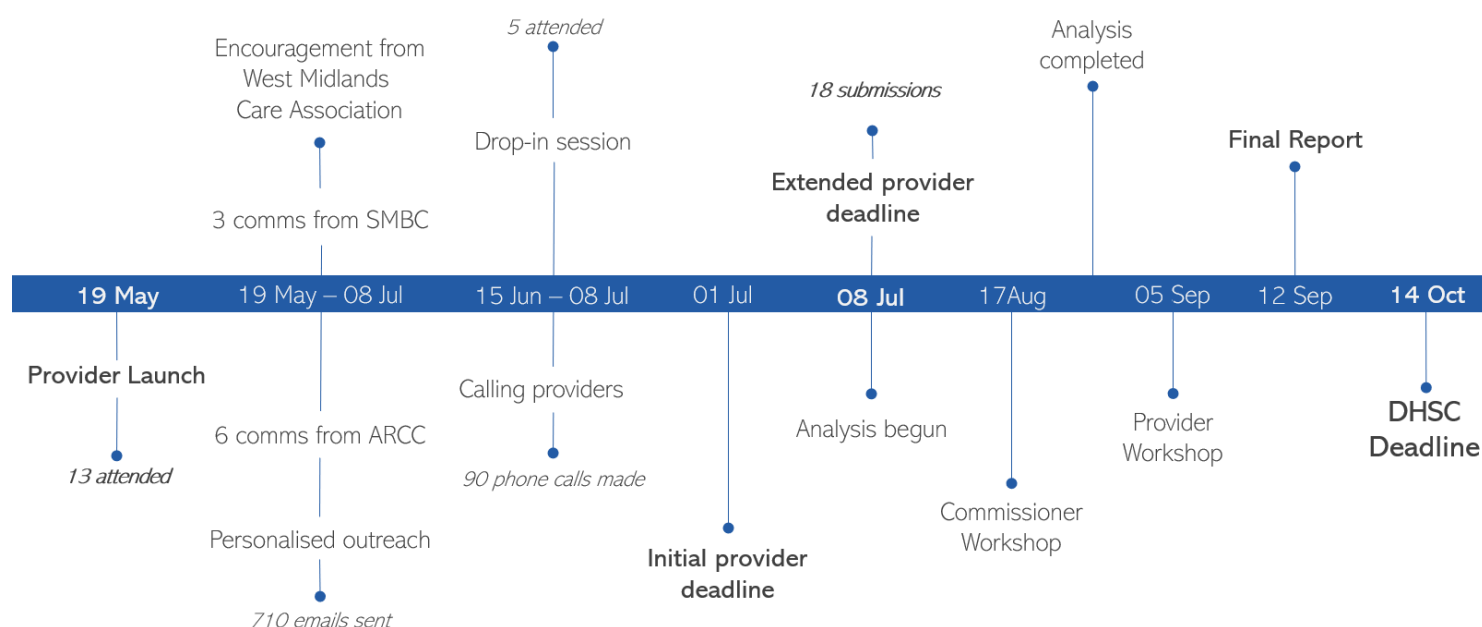 5 attended
Encouragement from
West Midlands
Care Association
Analysis
completed
18 submissions
Drop-in session
Final Report
Extended provider
deadline
3 comms from SMBC
19 May
19 May – 08 Jul
15 Jun – 08 Jul
01 Jul
08 Jul
17Aug
05 Sep
12 Sep
14 Oct
Provider Launch
Calling providers
6 comms from ARCC
Analysis begun
Provider
Workshop
DHSC
Deadline
13 attended
90 phone calls made
Commissioner
Workshop
Personalised outreach
Initial provider
deadline
710 emails sent